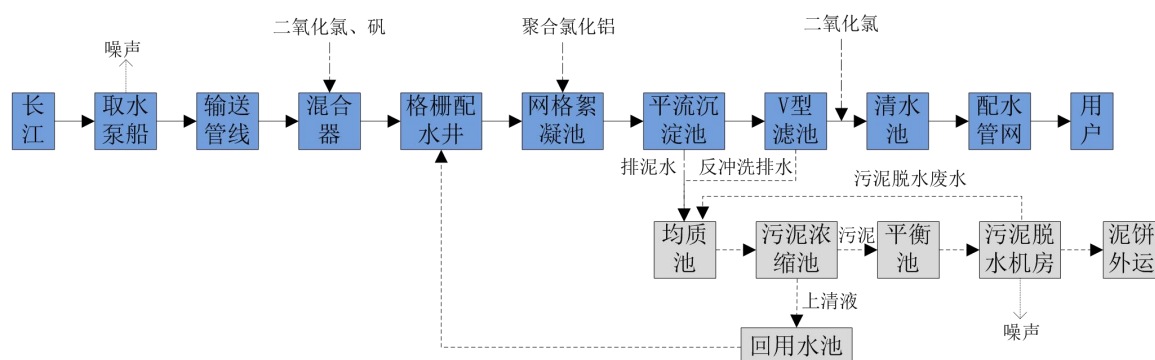 二氧化氯、矾
聚合氯化铝
二氧化氯
噪声
长
江
取水
泵船
输送
管线
混合
器
格栅配
水井
网格絮
凝池
平流沉
淀池
V型
滤池
清水
池
配水
管网
用
户
排泥水
反冲洗排水
污泥脱水废水
均质
池
污泥浓
缩池
污泥
平衡
池
污泥脱
水机房
泥饼
外运
上清液
噪声
回用水池